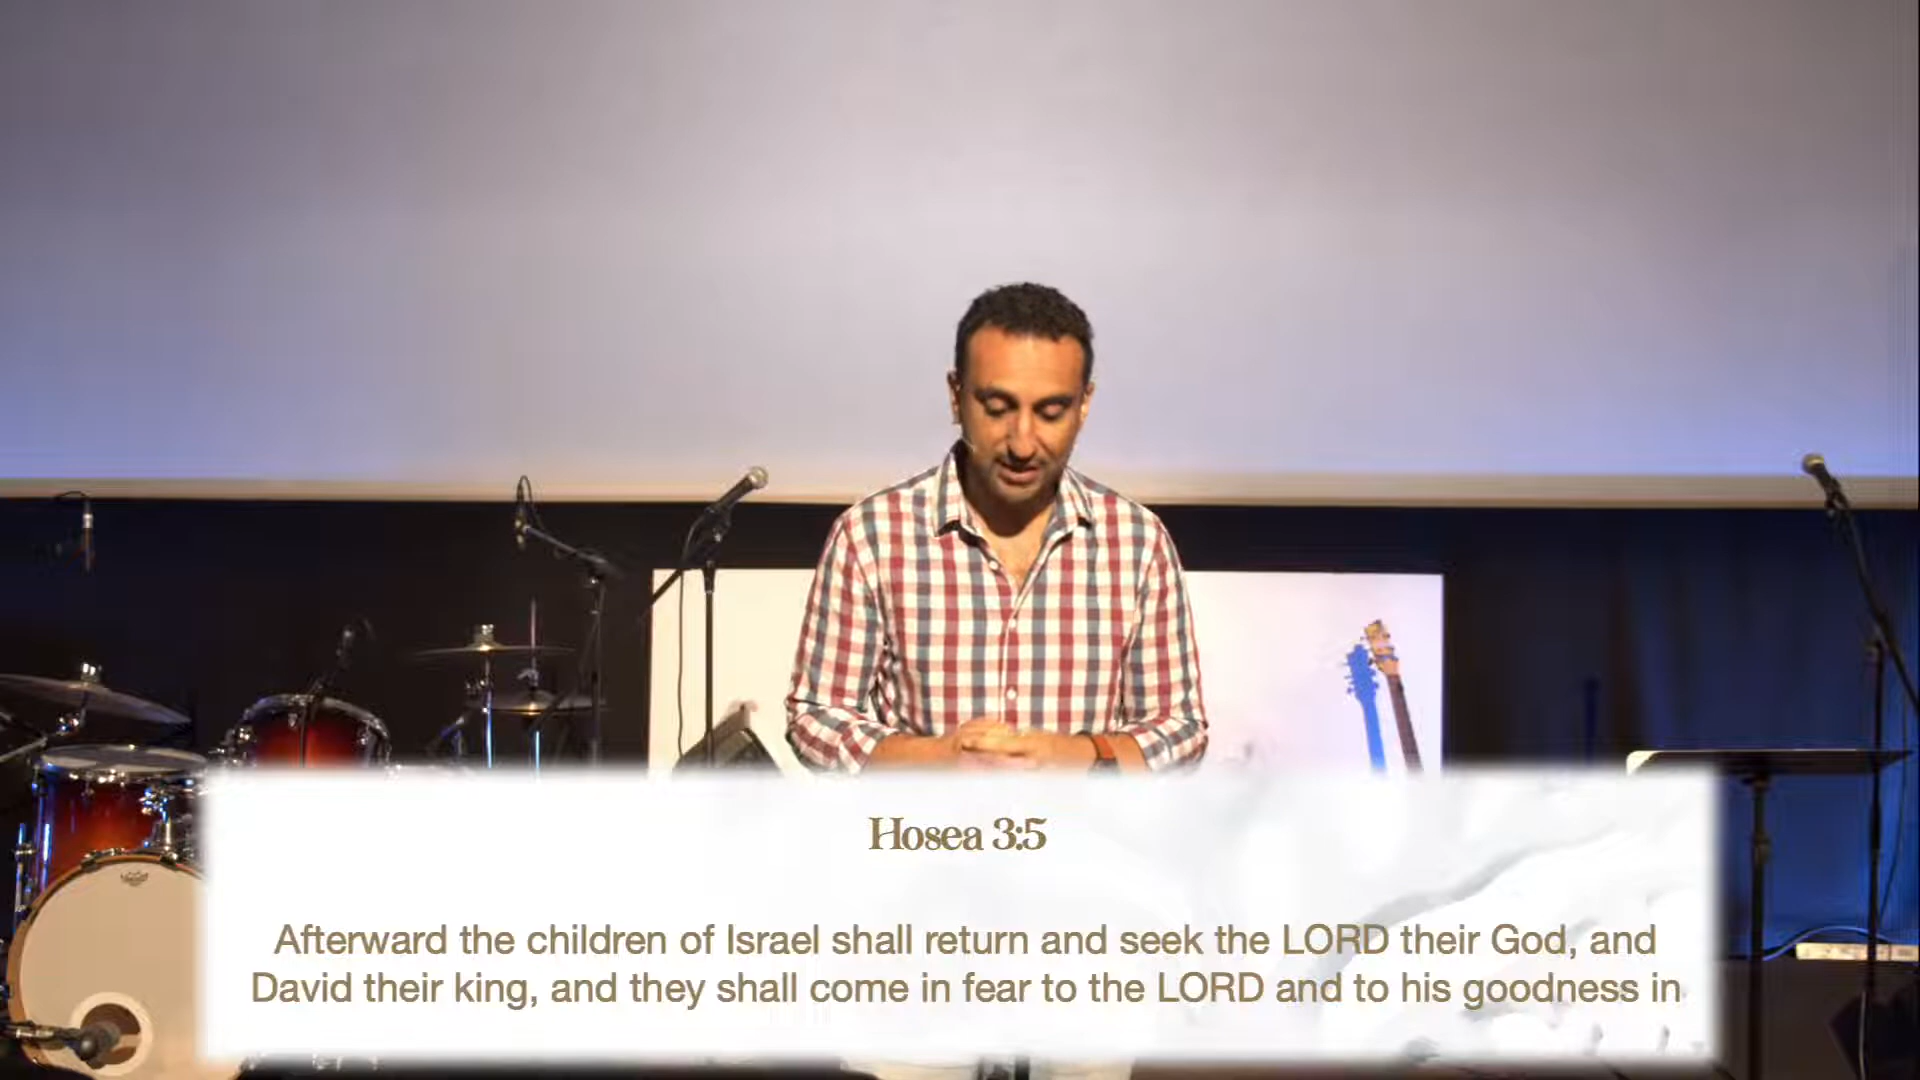 Hosea 3:5
Afterward the children of Israel shall return and seek the LORD their God, and
David their king, and they shall come in fear to the LORD and to his goodness in